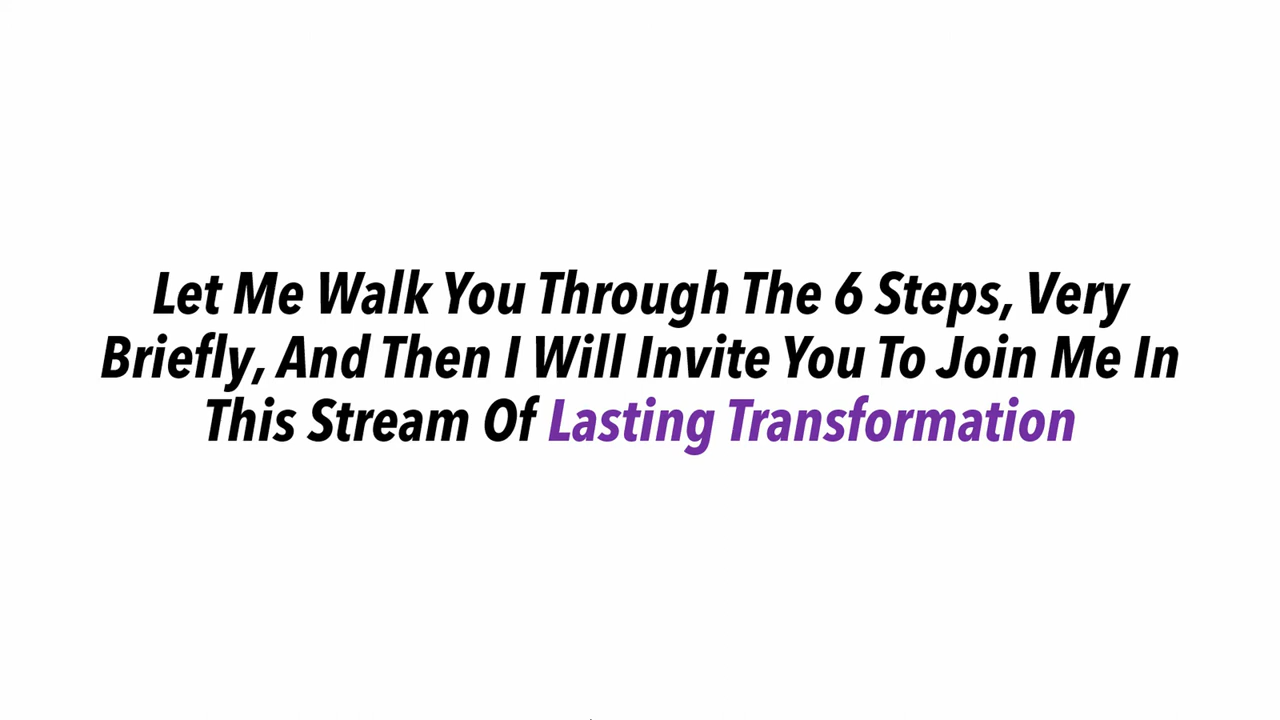 Let Me Walk You Through The 6 Steps, Very
Briefly, And Then I Will Invite You To Join Me In
This Stream Of Lasting Transformation